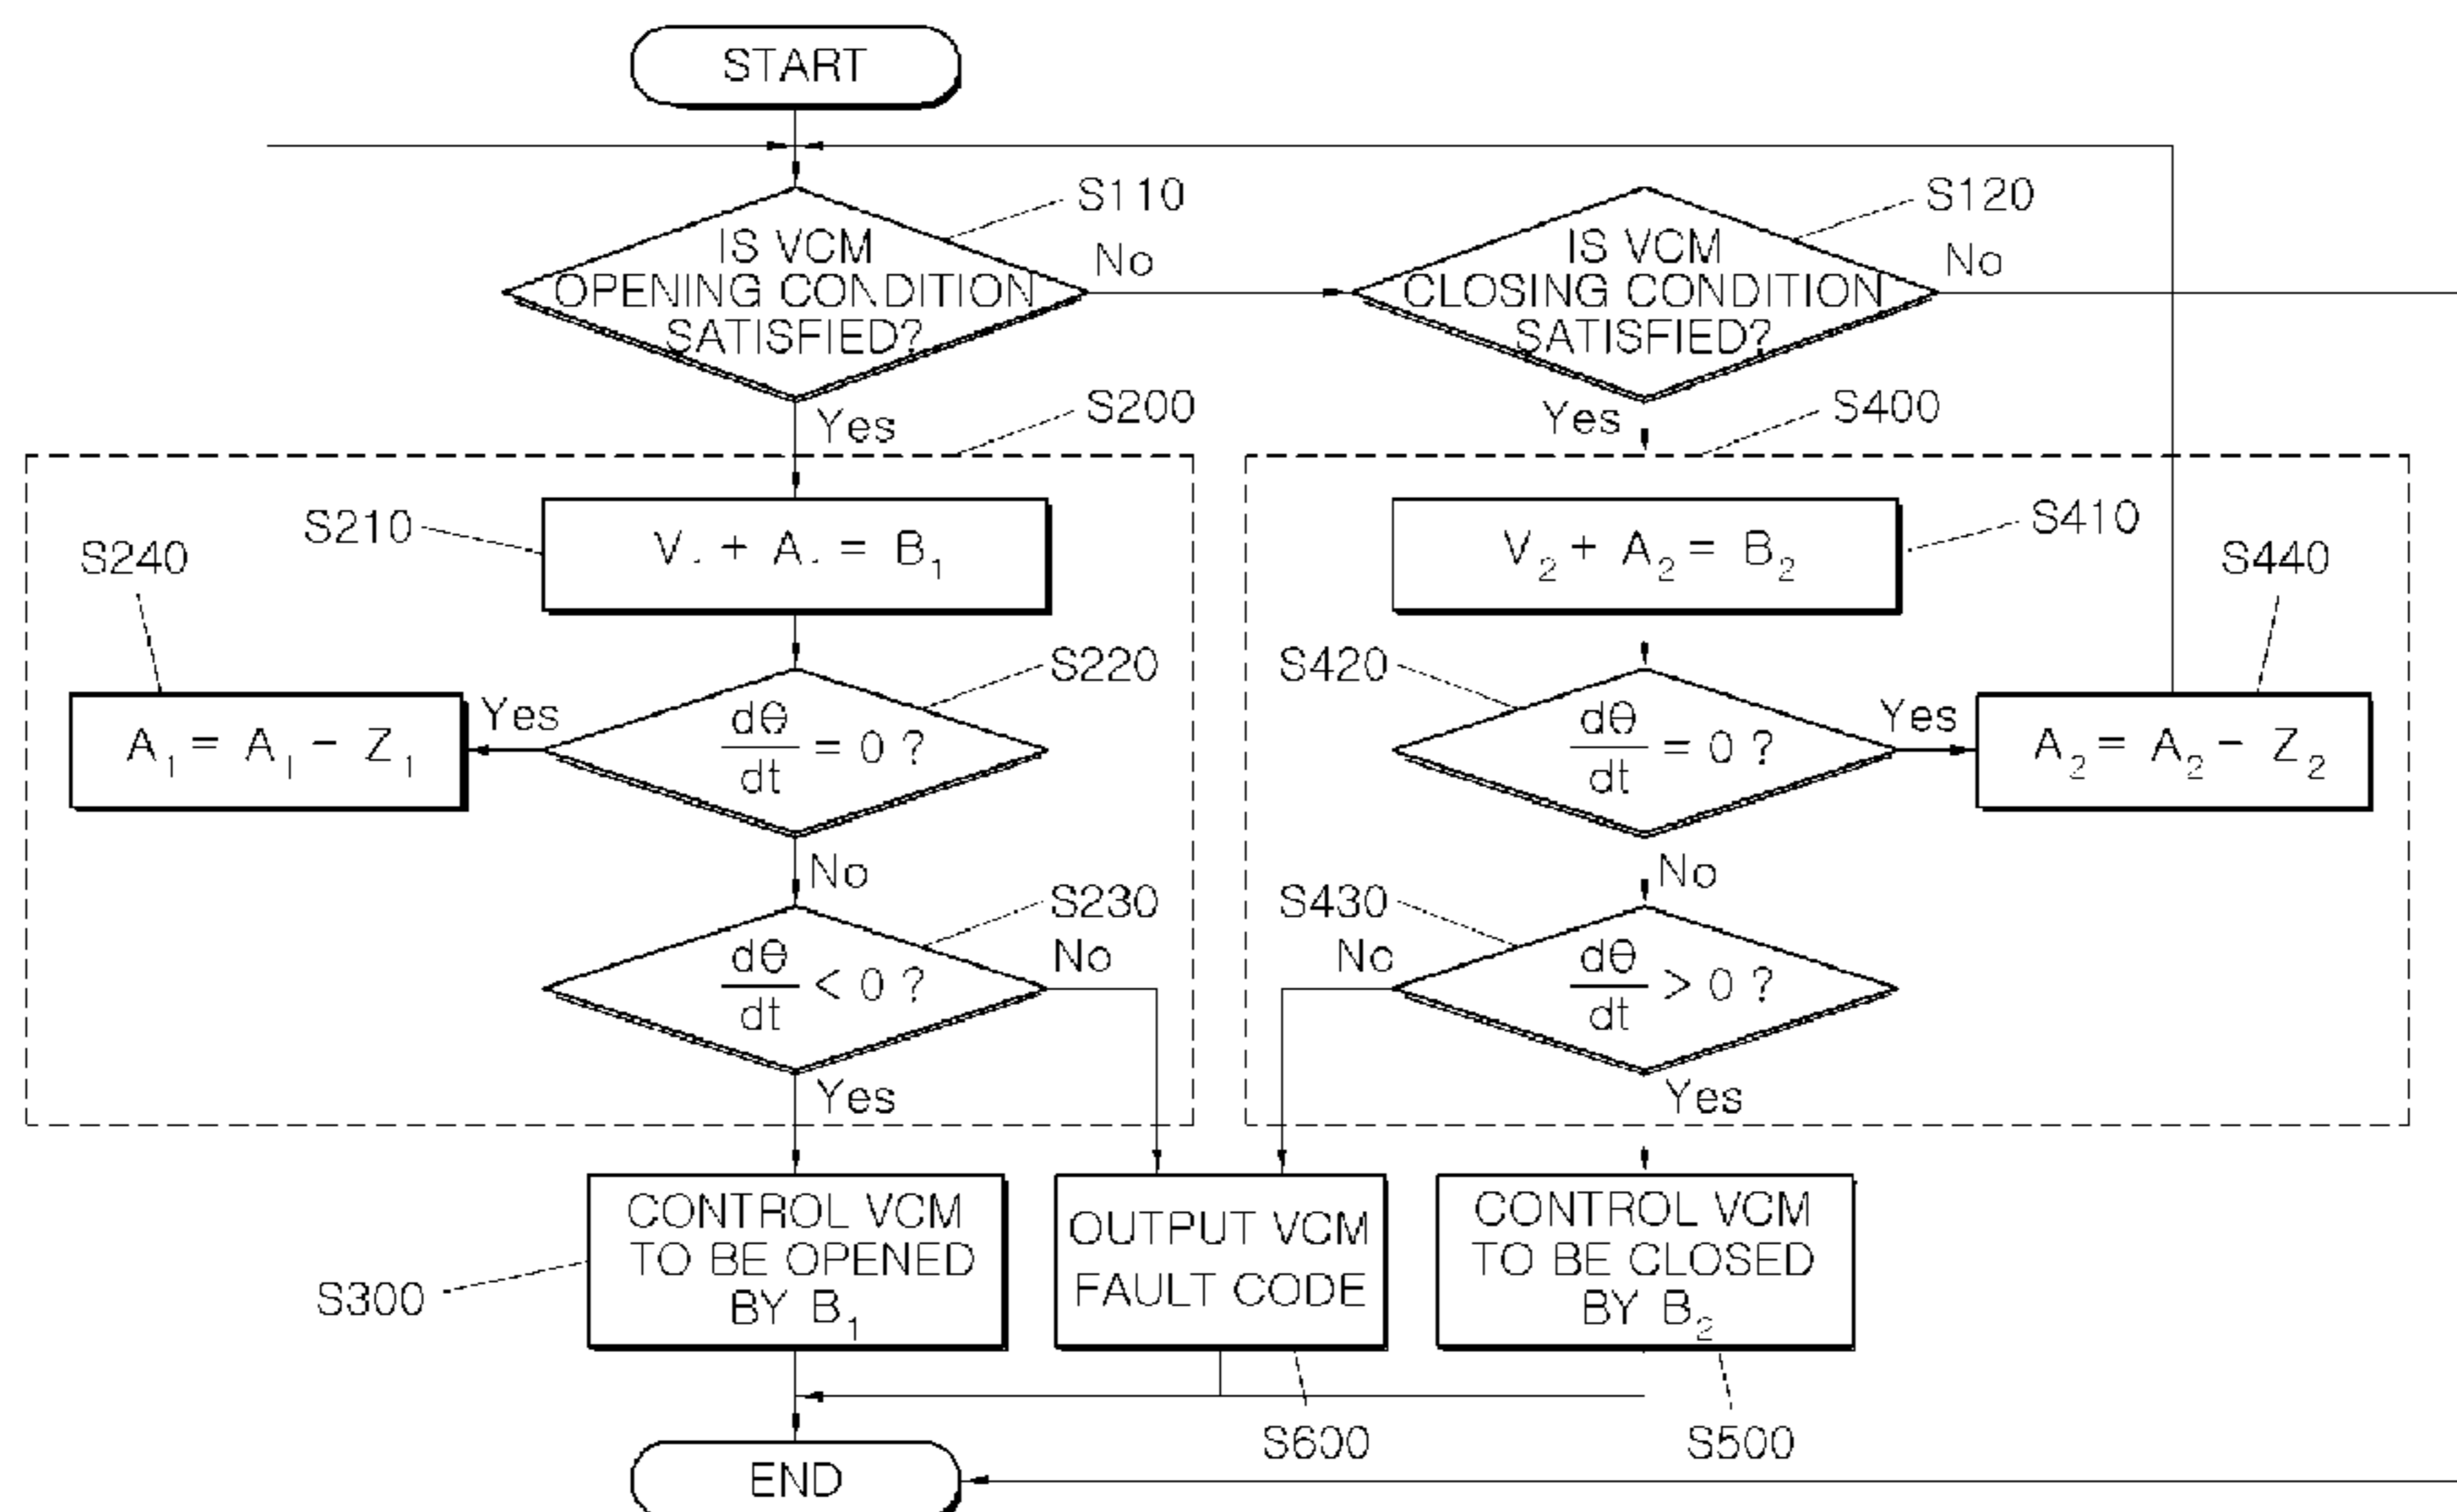 START
S110
IS VCM
OPENING CONDITION
SATISFIED?
No
S120
IS VCM
CLOSING CONDITION
SATISFIED?
No
Yes
S200
Yes
S400
S210
V. + A. = B₁
S240
A₁ = A₁ − Z₁
Yes
S220
dθ
dt
= 0 ?
No
S230
dθ
dt
< 0 ?
No
Yes
S410
V₂ + A₂ = B₂
S440
S420
dθ
dt
= 0 ?
Yes
A₂ = A₂ − Z₂
No
S430
dθ
dt
> 0 ?
No
Yes
S300
CONTROL VCM
TO BE OPENED
BY B₁
OUTPUT VCM
FAULT CODE
CONTROL VCM
TO BE CLOSED
BY B₂
S600
S500
END